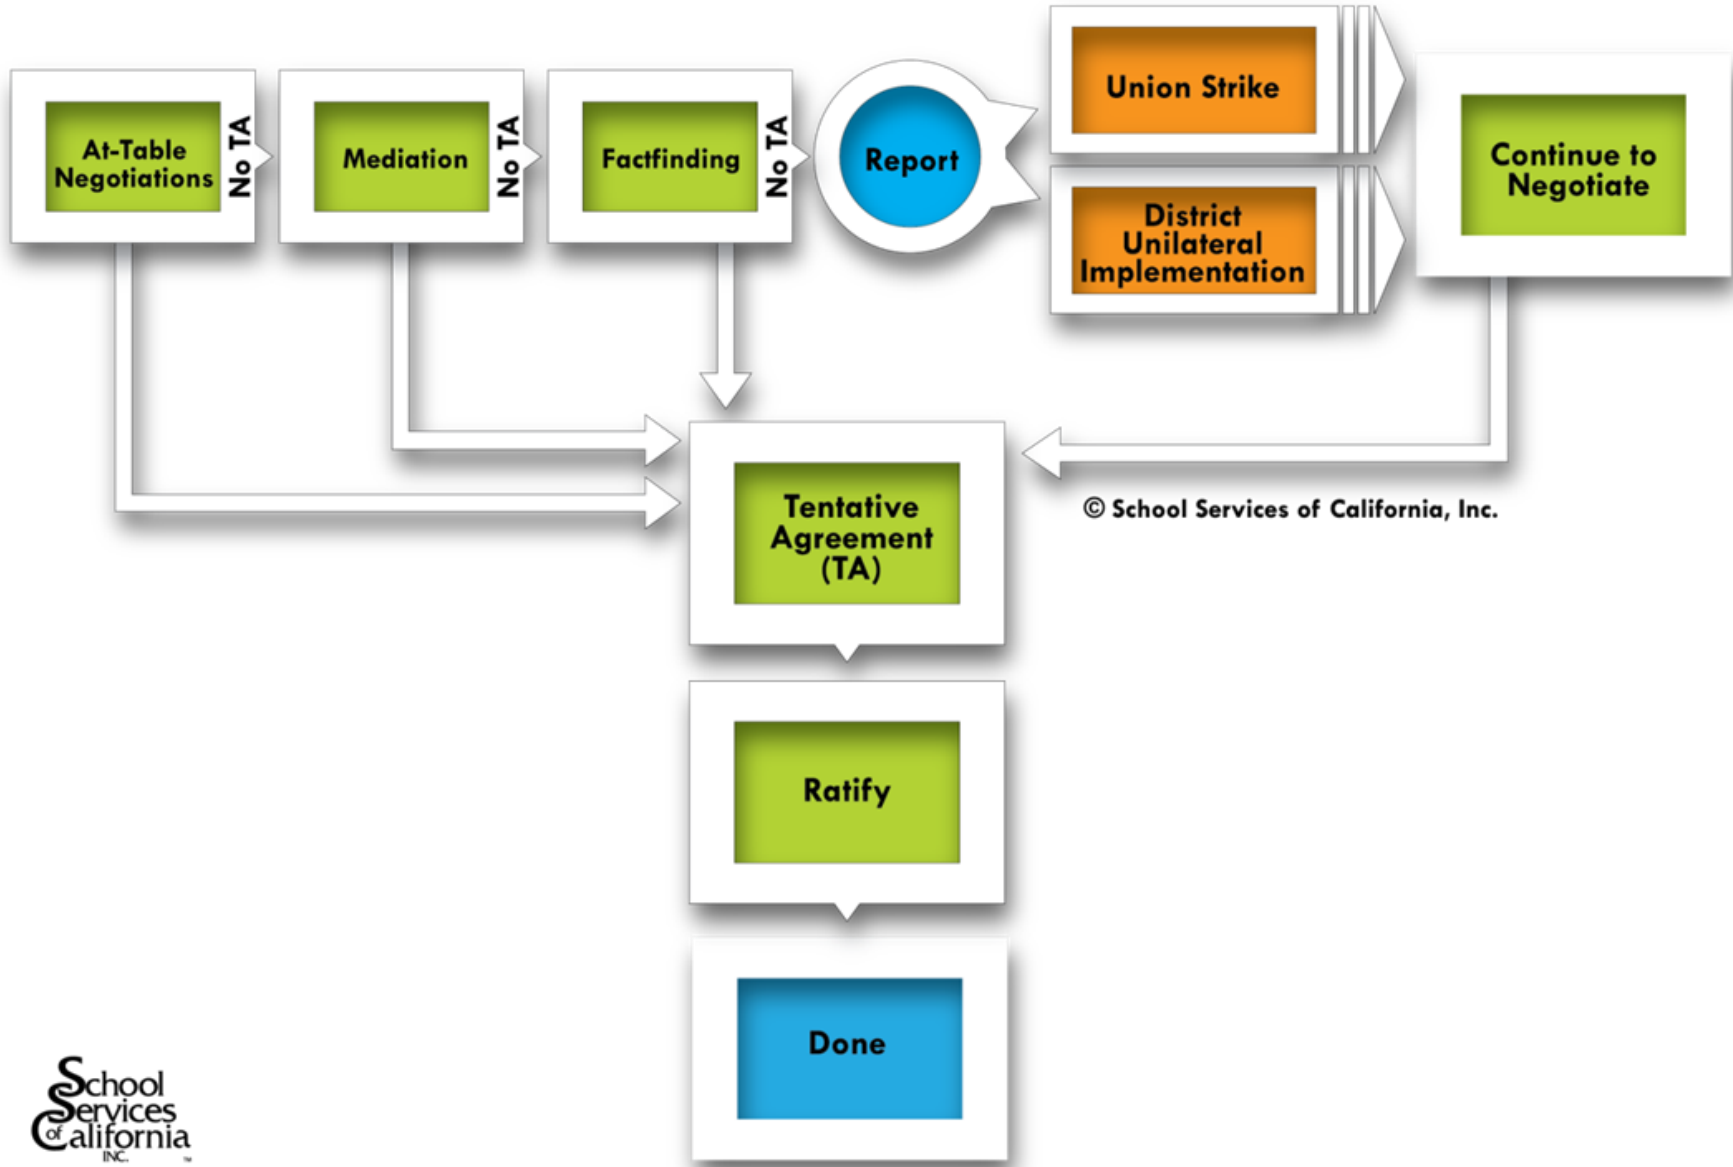 At-Table
Negotiations
No TA
Mediation
No TA
Factfinding
No TA
Report
Union Strike
District
Unilateral
Implementation
Continue to
Negotiate
Tentative
Agreement
(TA)
© School Services of California, Inc.
Ratify
Done
School
Services
of California
INC.
TM